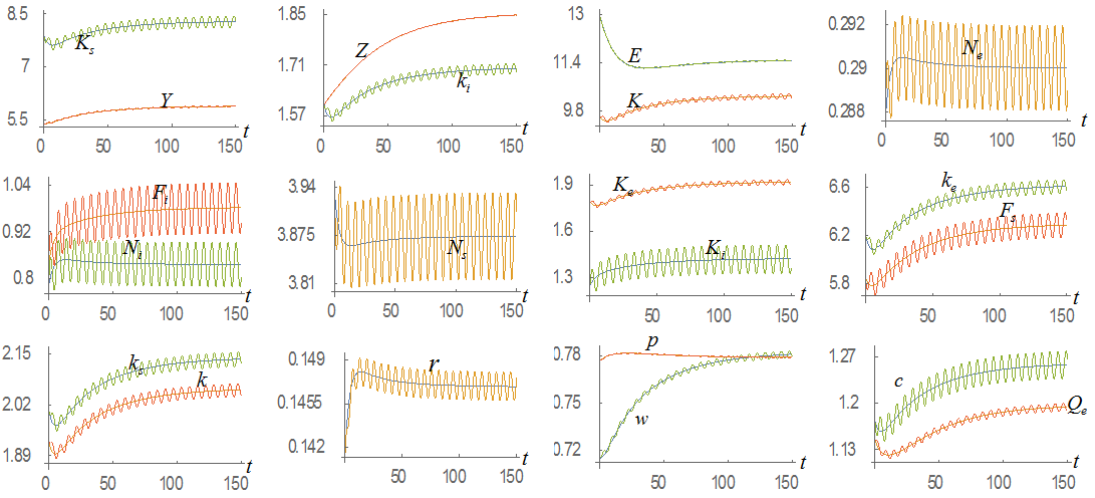 8.5
K_s
7
Y
5.5
0 50 100 150 t
1.85
Z
1.71
k_i
1.57
0 50 100 150 t
13
E
11.4
K
9.8
0 50 100 150 t
0.292
N_e
0.29
0.288
0 50 100 150 t
1.04
F_i
0.92
N_i
0.8
0 50 100 150 t
3.94
3.875
N_s
3.81
0 50 100 150 t
1.9
K_e
1.6
K_i
1.3
0 50 100 150 t
6.6
k_e
F_s
6.2
5.8
0 50 100 150 t
2.15
k_s
2.02
k
1.89
0 50 100 150 t
0.149
r
0.1455
0.142
50 100 150 t
0.78
p
0.75
w
0.72
0 50 100 150 t
1.27
c
1.2
Q_e
1.13
0 50 100 150 t